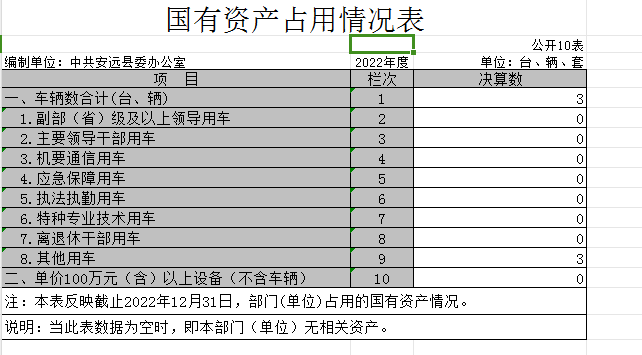 国有资产占用情况表
公开10表
编制单位：中共安远县委办公室 2022年度 单位：台、辆、套
项 目 栏次 决算数
一、车辆数合计(台、辆) 1 3
1.副部（省）级及以上领导用车 2 0
2.主要领导干部用车 3 0
3.机要通信用车 4 0
4.应急保障用车 5 0
5.执法执勤用车 6 0
6.特种专业技术用车 7 0
7.离退休干部用车 8 0
8.其他用车 9 3
二、单价100万元（含）以上设备（不含车辆） 10 0
注：本表反映截止2022年12月31日，部门(单位)占用的国有资产情况。
说明：当此表数据为空时，即本部门（单位）无相关资产。